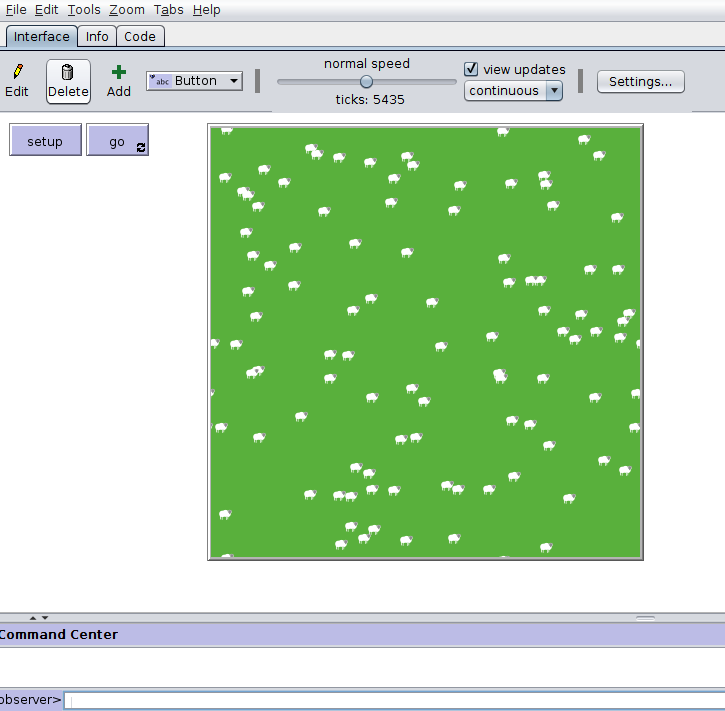 File Edit Tools Zoom Tabs Help
Interface Info Code
normal speed
view updates
Edit Delete Add abc Button continuous Settings...
ticks: 5435
setup go
Command Center
observer>